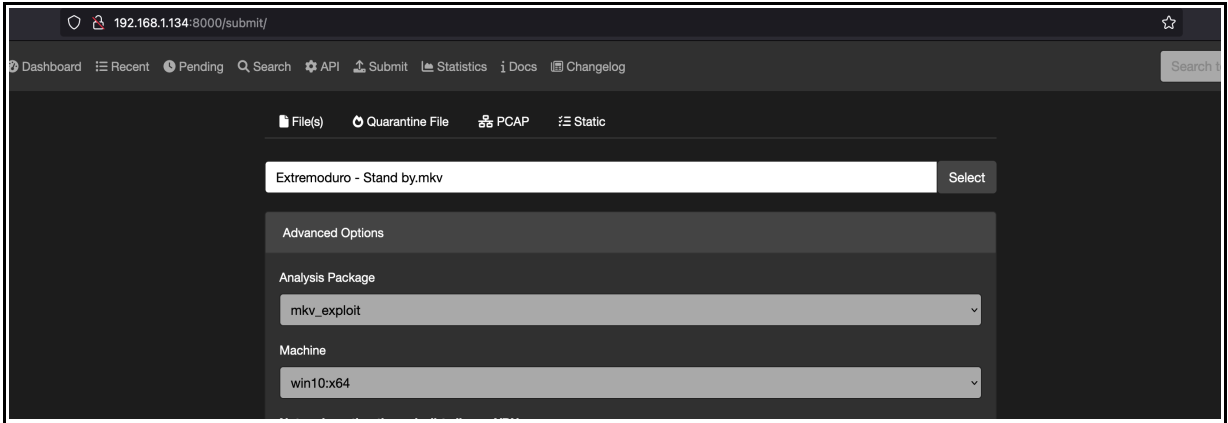 192.168.1.134:8000/submit/
Dashboard Recent Pending Search API Submit Statistics Docs Changelog Search
File(s) Quarantine File PCAP Static
Extremoduro - Stand by.mkv Select
Advanced Options
Analysis Package
mkv_exploit
Machine
win10:x64